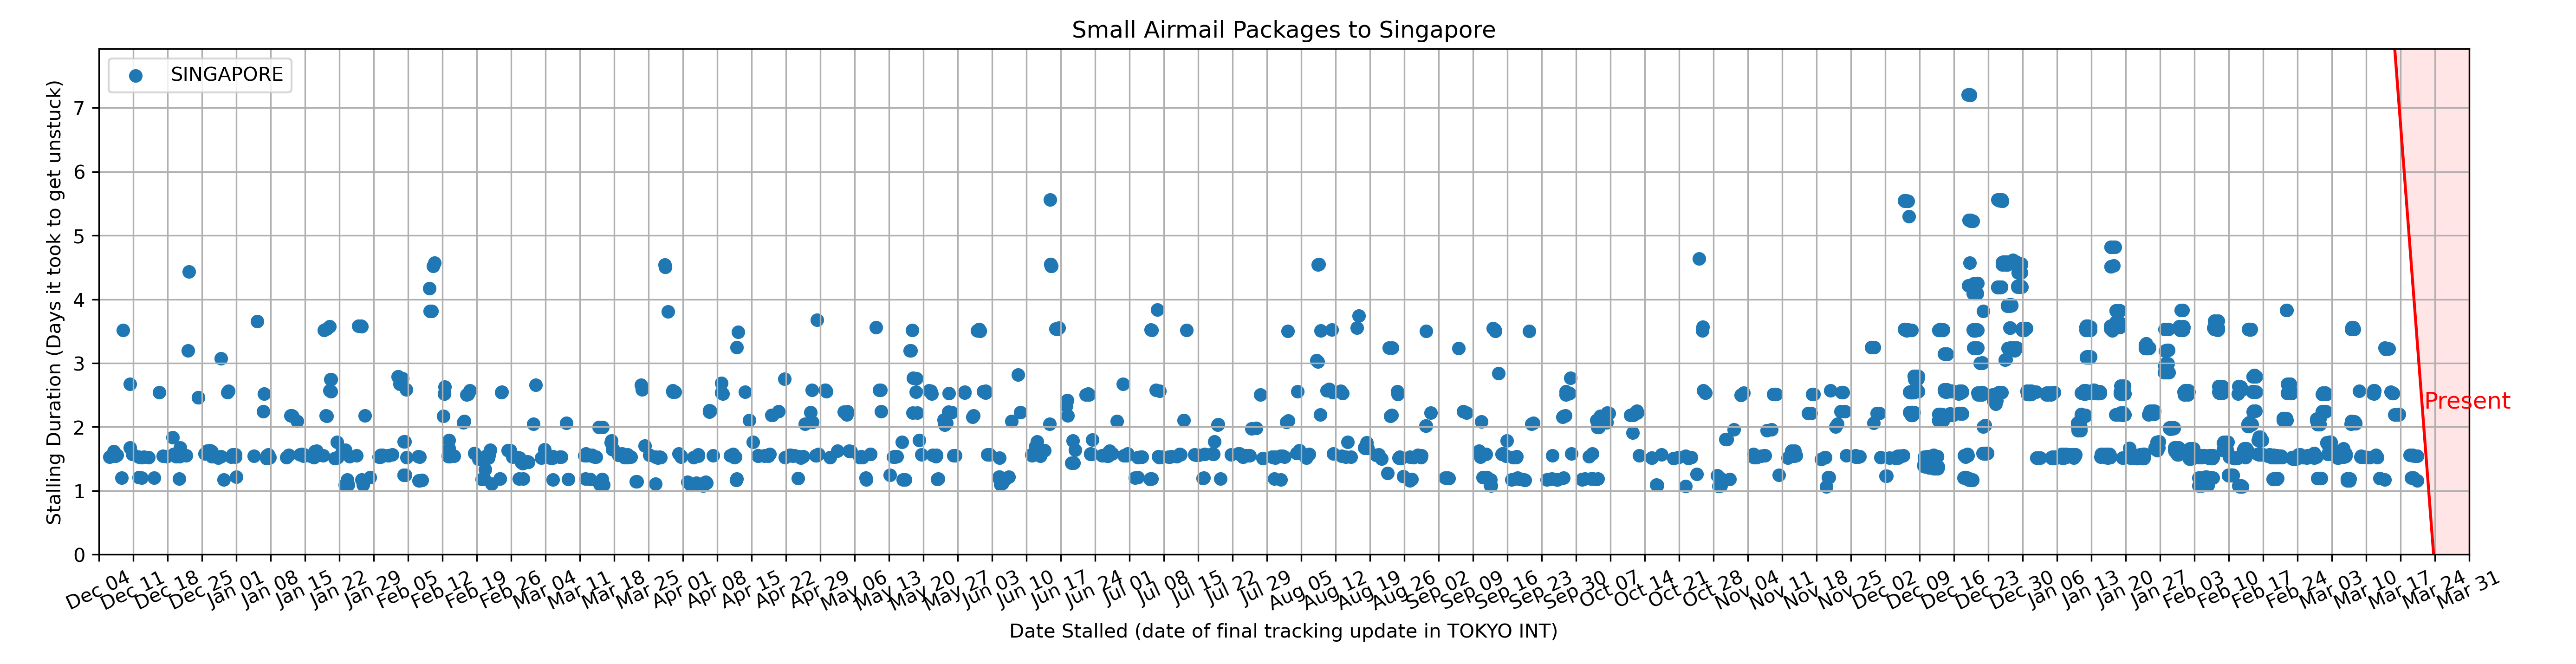 Small Airmail Packages to Singapore
SINGAPORE
Stalling Duration (Days it took to get unstuck)
7
6
5
4
3
2
1
0
Present
Dec 04 Dec 11 Dec 18 Dec 25 Jan 01 Jan 08 Jan 15 Jan 22 Jan 29 Feb 05 Feb 12 Feb 19 Feb 26 Mar 04 Mar 11 Mar 18 Mar 25 Apr 01 Apr 08 Apr 15 Apr 22 Apr 29 May 06 May 13 May 20 May 27 Jun 03 Jun 10 Jun 17 Jun 24 Jul 01 Jul 08 Jul 15 Jul 22 Jul 29 Aug 05 Aug 12 Aug 19 Aug 26 Sep 02 Sep 09 Sep 16 Sep 23 Sep 30 Oct 07 Oct 14 Oct 21 Oct 28 Nov 04 Nov 11 Nov 18 Nov 25 Dec 02 Dec 09 Dec 16 Dec 23 Dec 30 Jan 06 Jan 13 Jan 20 Jan 27 Feb 03 Feb 10 Feb 17 Feb 24 Mar 03 Mar 10 Mar 17 Mar 24 Mar 31
Date Stalled (date of final tracking update in TOKYO INT)